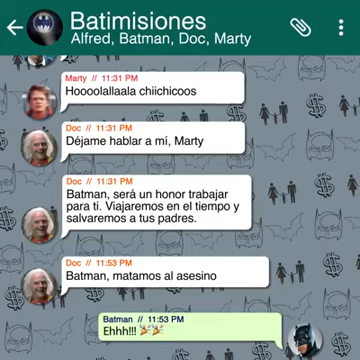 Batimisiones
Alfred, Batman, Doc, Marty
Marty // 11:31 PM
Hoooolallaala chiichicoos
Doc // 11:31 PM
Déjame hablar a mí, Marty
Doc // 11:31 PM
Batman, será un honor trabajar
para ti. Viajaremos en el tiempo y
salvaremos a tus padres.
Doc // 11:53 PM
Batman, matamos al asesino
Batman // 11:53 PM
Ehhh!!! 🎉🎉